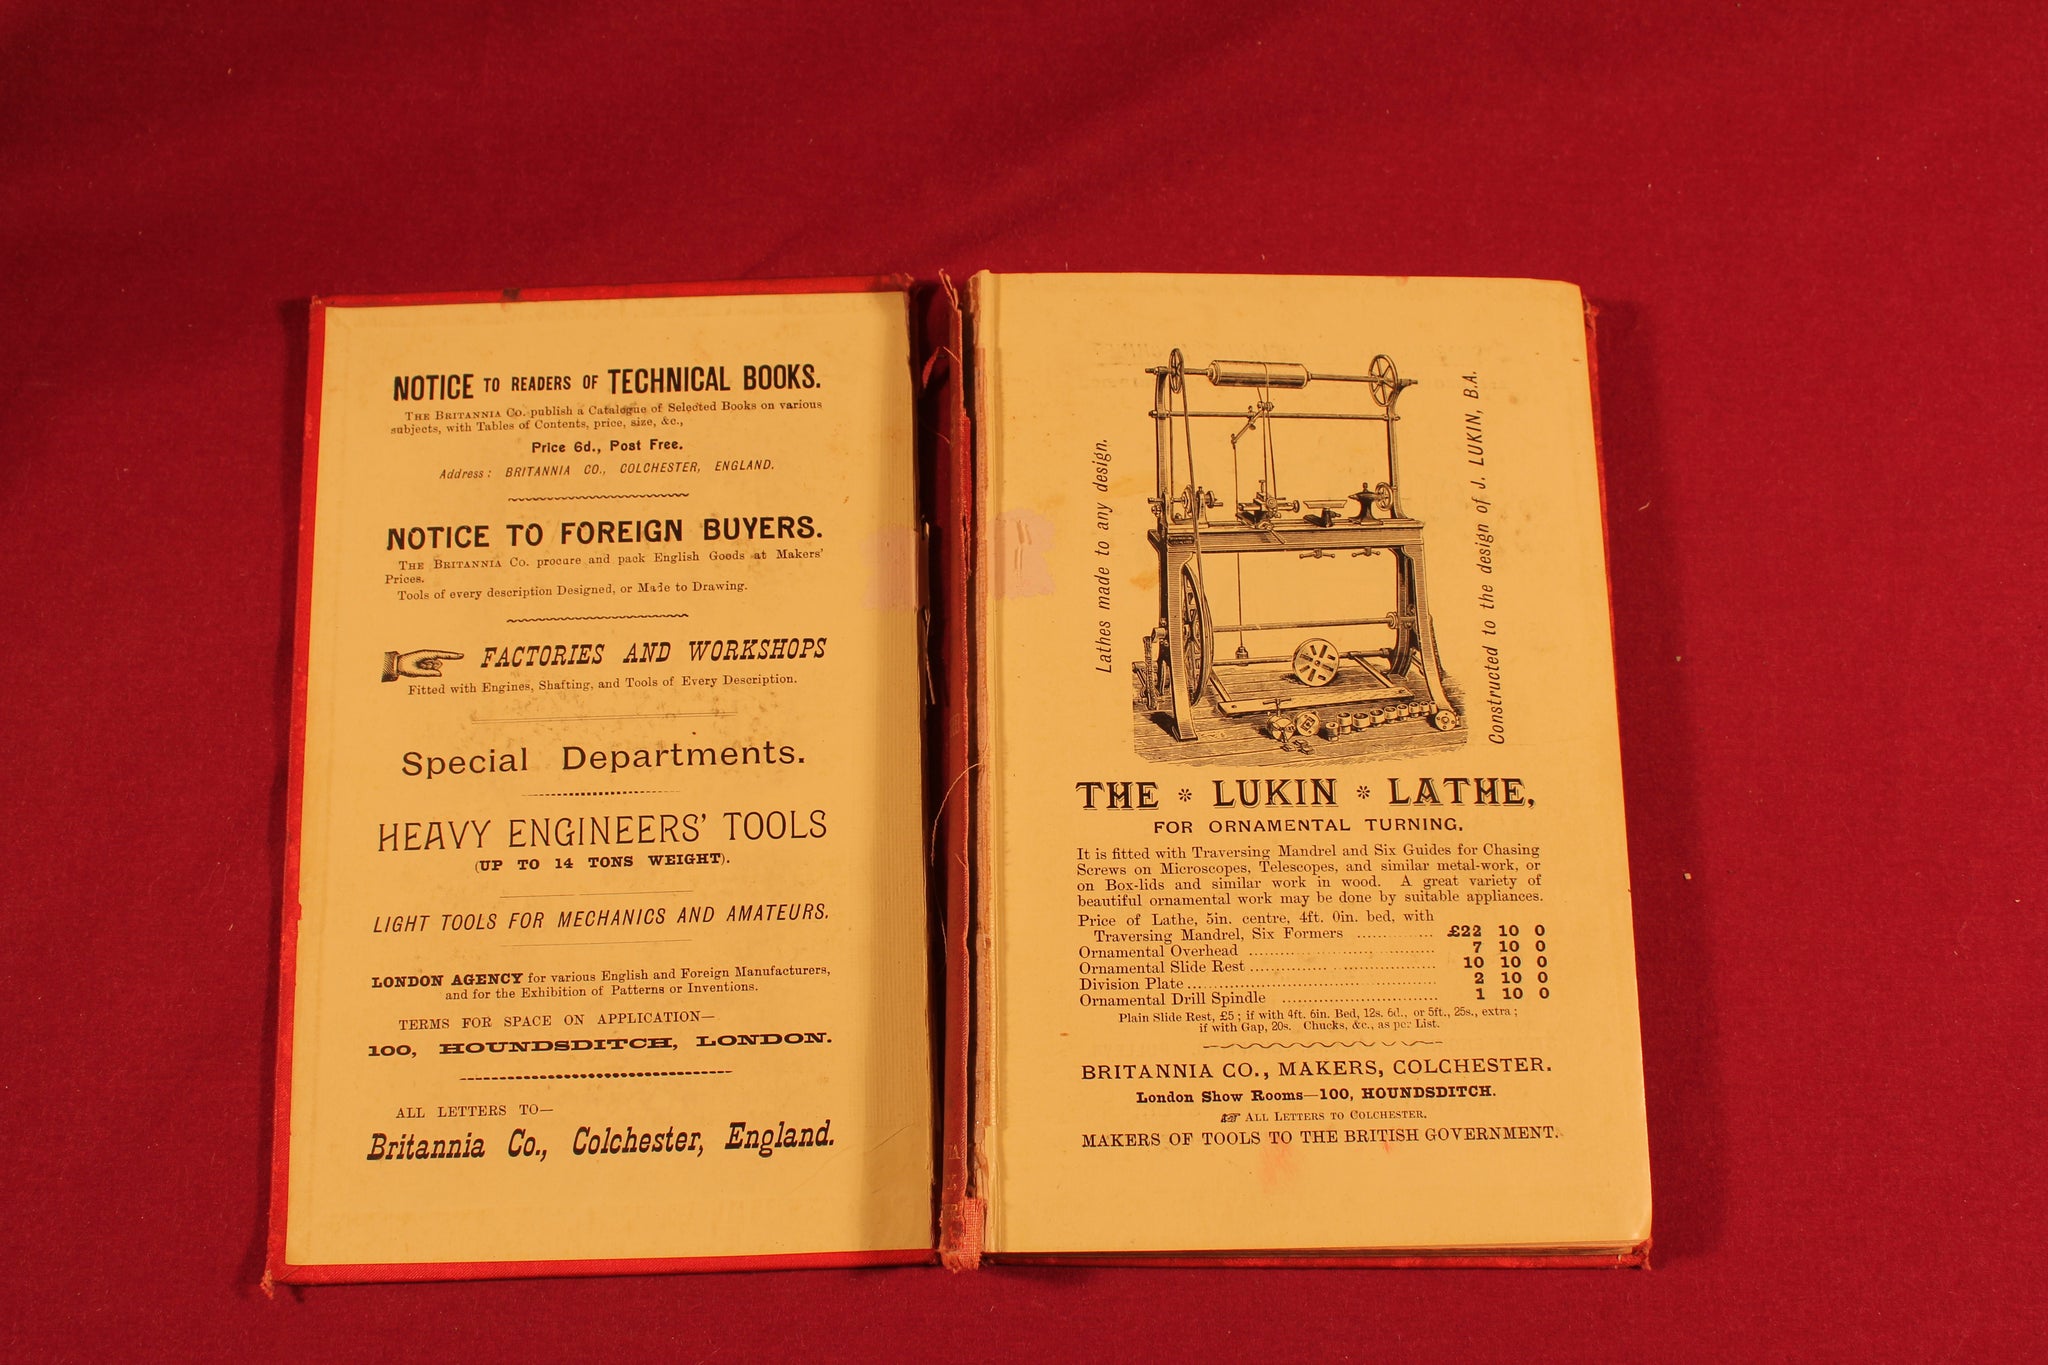 NOTICE TO READERS OF TECHNICAL BOOKS.
THE BRITANNIA CO. publish a Catalogue of Selected Books on various
subjects, with Tables of Contents, price, size, &c.,
Price 6d., Post Free.
Address: BRITANNIA CO., COLCHESTER, ENGLAND.
NOTICE TO FOREIGN BUYERS.
THE BRITANNIA CO. procure and pack English Goods at Makers'
Prices.
Tools of every description Designed, or Made to Drawing.
FACTORIES AND WORKSHOPS
Fitted with Engines, Shafting, and Tools of Every Description.
Special Departments.
HEAVY ENGINEERS' TOOLS
(UP TO 14 TONS WEIGHT).
LIGHT TOOLS FOR MECHANICS AND AMATEURS.
LONDON AGENCY for various English and Foreign Manufacturers,
and for the Exhibition of Patterns or Inventions.
TERMS FOR SPACE ON APPLICATION—
100, HOUNDSDITCH, LONDON.
ALL LETTERS TO—
Britannia Co., Colchester, England.
Lathes made to any design.
Constructed to the design of J. LUKIN, B.A.
THE * LUKIN * LATHE,
FOR ORNAMENTAL TURNING.
It is fitted with Traversing Mandrel and Six Guides for Chasing
Screws on Microscopes, Telescopes, and similar metal-work, or
on Box-lids and similar work in wood. A great variety of
beautiful ornamental work may be done by suitable appliances.
Price of Lathe, 5in. centre, 4ft. 0in. bed, with
Traversing Mandrel, Six Formers .............. £22 10 0
Ornamental Overhead .............. 7 10 0
Ornamental Slide Rest .............. 10 10 0
Division Plate .............. 2 10 0
Ornamental Drill Spindle .............. 1 10 0
Plain Slide Rest, £5; if with 4ft. 6in. Bed, 12s. 6d., or 5ft., 25s., extra;
if with Gap, 20s. Chucks, &c., as per List.
BRITANNIA CO., MAKERS, COLCHESTER.
London Show Rooms—100, HOUNDSDITCH.
ALL LETTERS TO COLCHESTER.
MAKERS OF TOOLS TO THE BRITISH GOVERNMENT.